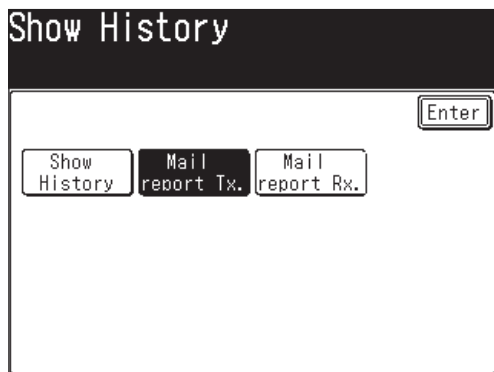 Show History
Enter
Show
History
Mail
report Tx.
Mail
report Rx.